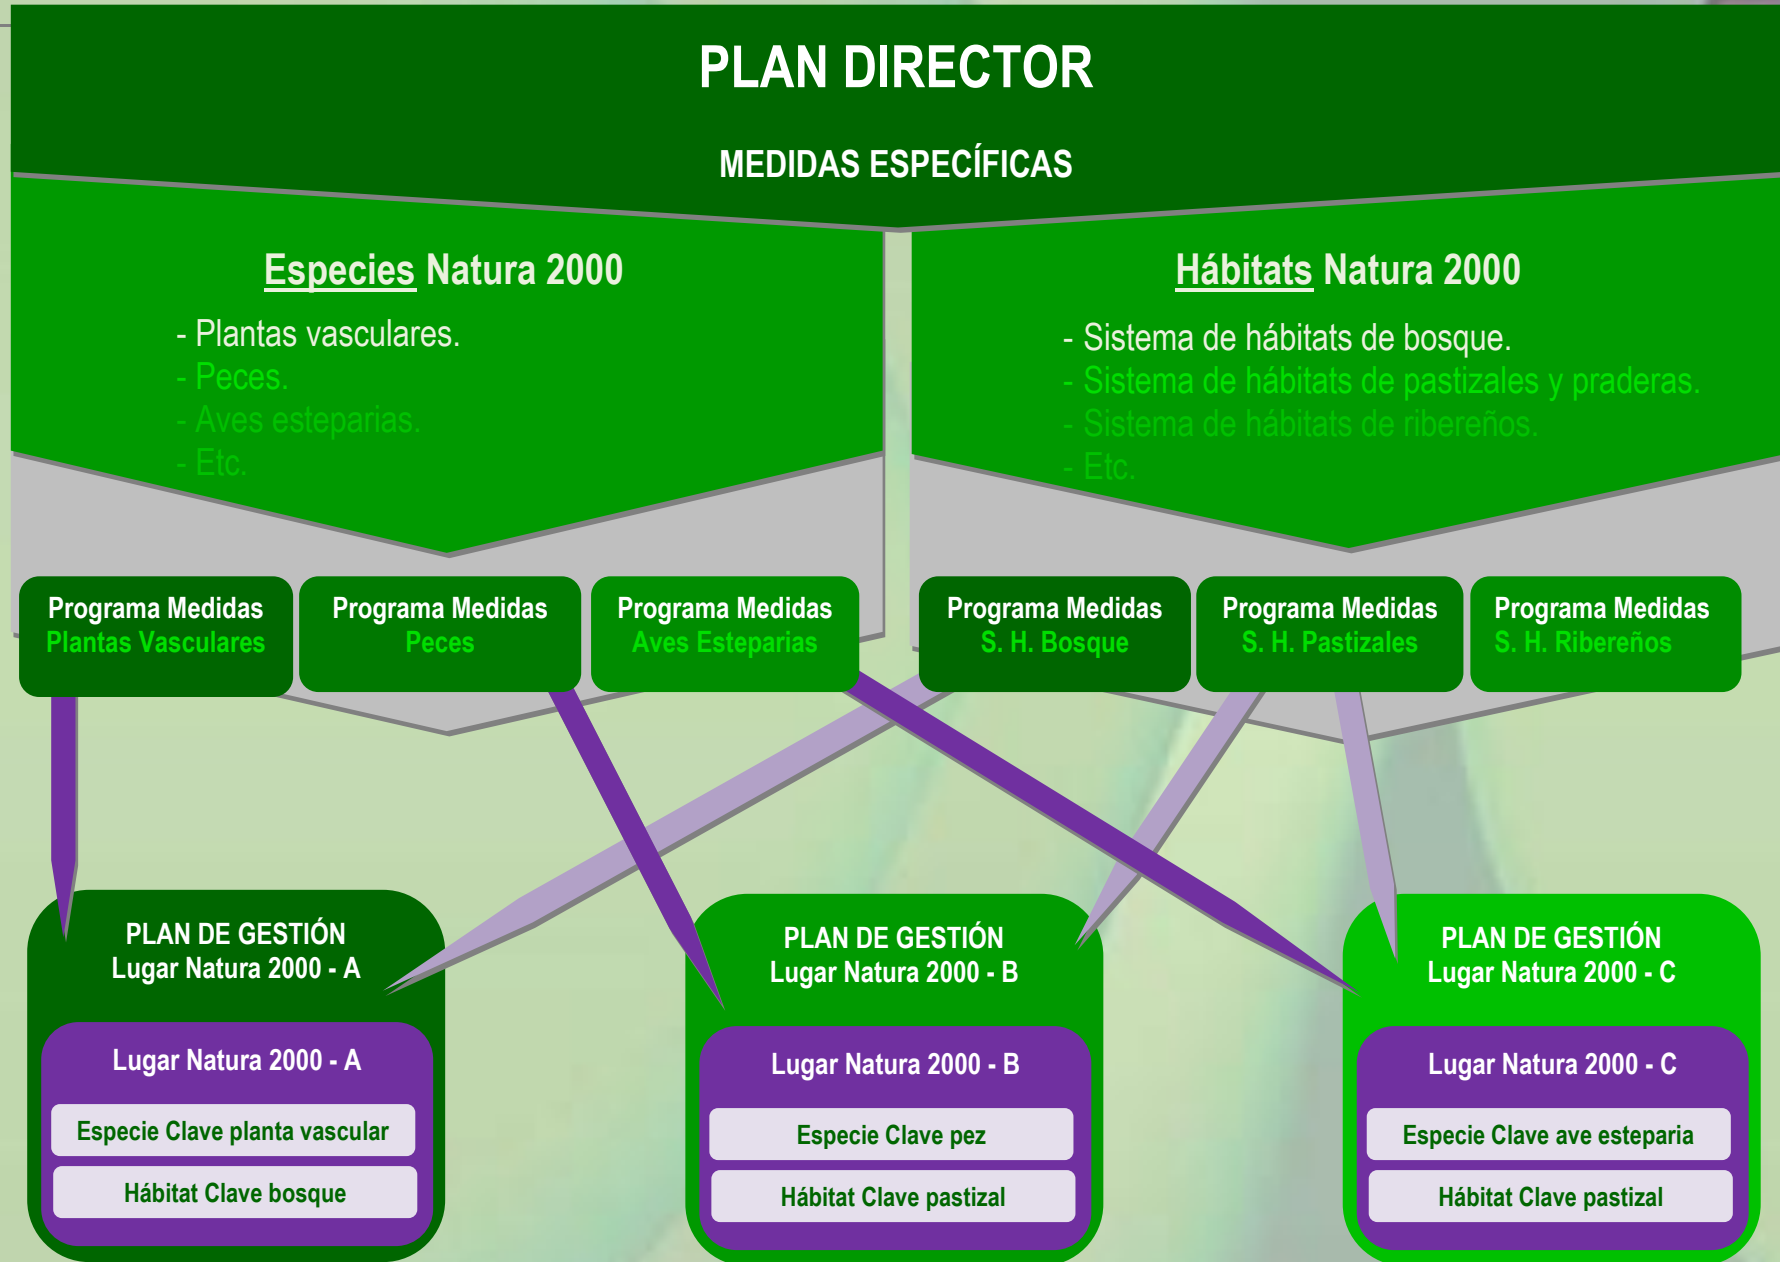 PLAN DIRECTOR
MEDIDAS ESPECÍFICAS
Especies Natura 2000
- Plantas vasculares.
- Peces.
- Aves esteparias.
- Etc.
Hábitats Natura 2000
- Sistema de hábitats de bosque.
- Sistema de hábitats de pastizales y praderas.
- Sistema de hábitats de ribereños.
- Etc.
Programa Medidas
Plantas Vasculares
Programa Medidas
Peces
Programa Medidas
Aves Esteparias
Programa Medidas
S. H. Bosque
Programa Medidas
S. H. Pastizales
Programa Medidas
S. H. Ribereños
PLAN DE GESTIÓN
Lugar Natura 2000 - A
Lugar Natura 2000 - A
Especie Clave planta vascular
Hábitat Clave bosque
PLAN DE GESTIÓN
Lugar Natura 2000 - B
Lugar Natura 2000 - B
Especie Clave pez
Hábitat Clave pastizal
PLAN DE GESTIÓN
Lugar Natura 2000 - C
Lugar Natura 2000 - C
Especie Clave ave esteparia
Hábitat Clave pastizal